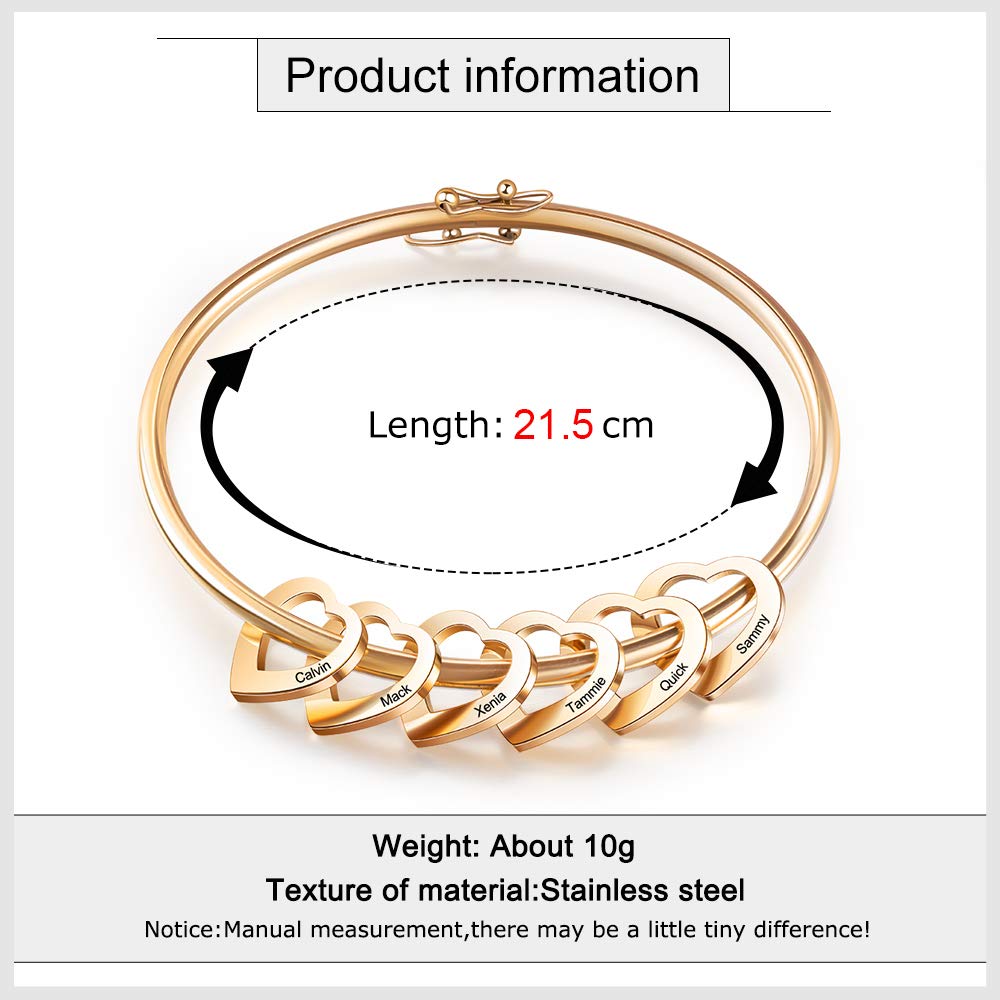 Product information
Length: 21.5 cm
Calvin
Mack
Xenia
Tammie
Quick
Sammy
Weight: About 10g
Texture of material:Stainless steel
Notice:Manual measurement,there may be a little tiny difference!